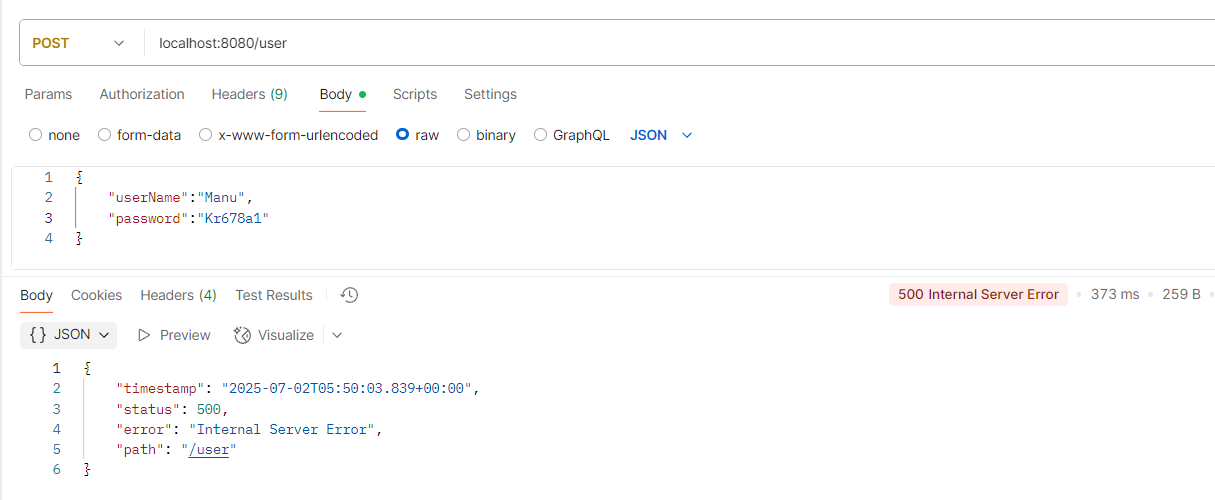 POST localhost:8080/user
Params Authorization Headers (9) Body Scripts Settings
none form-data x-www-form-urlencoded raw binary GraphQL JSON
1 {
2 "userName":"Manu",
3 "password":"Kr678a1"
4 }
Body Cookies Headers (4) Test Results 500 Internal Server Error 373 ms 259 B
{} JSON Preview Visualize
1 {
2 "timestamp": "2025-07-02T05:50:03.839+00:00",
3 "status": 500,
4 "error": "Internal Server Error",
5 "path": "/user"
6 }